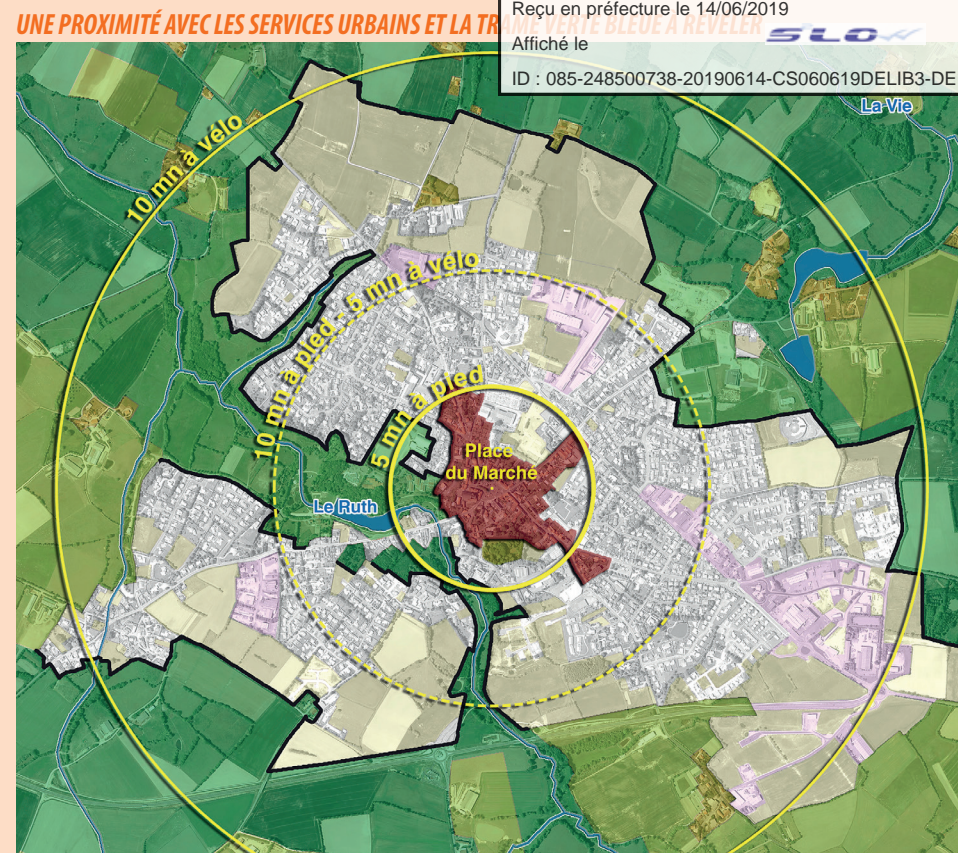 Reçu en préfecture le 14/06/2019
UNE PROXIMITÉ AVEC LES SERVICES URBAINS ET LA TRAME VERTE BLEUE À RÉVÉLER
Affiché le
SLO
ID : 085-248500738-20190614-CS060619DELIB3-DE
La Vie
10 mn à vélo
10 mn à pied - 5 mn à vélo
5 mn à pied
Place
du Marché
Le Ruth